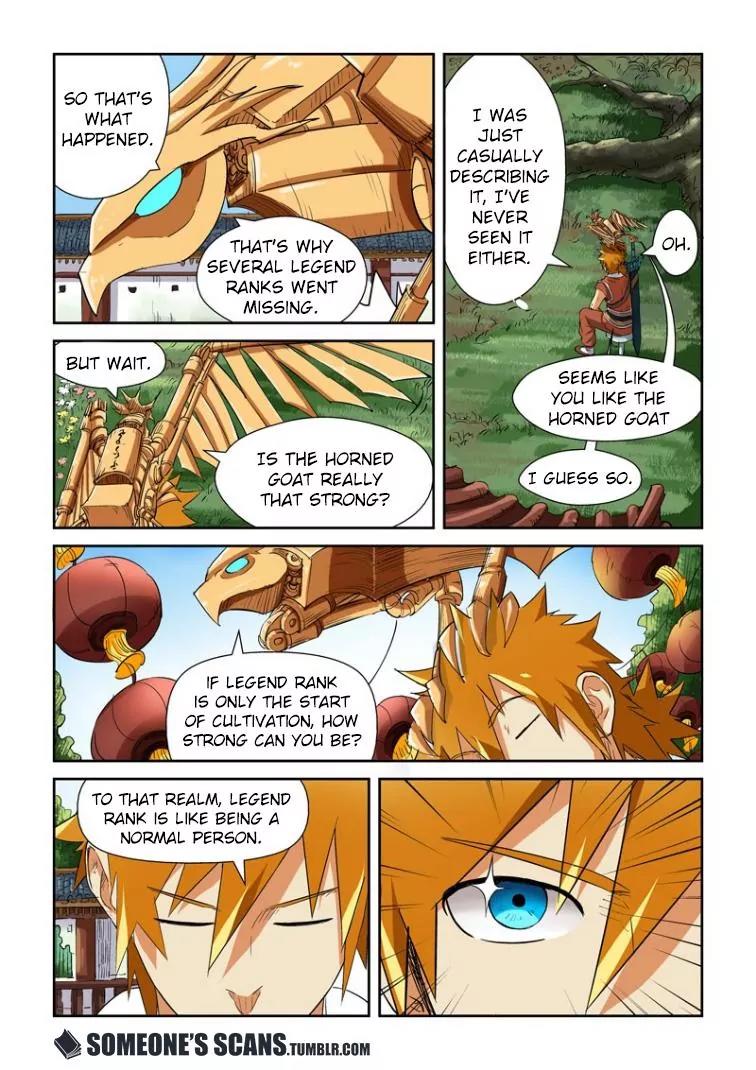 SO THAT'S
WHAT
HAPPENED.
THAT'S WHY
SEVERAL LEGEND
RANKS WENT
MISSING.
I WAS
JUST
CASUALLY
DESCRIBING
IT, I'VE
NEVER
SEEN IT
EITHER.
OH.
SEEMS LIKE
YOU LIKE THE
HORNED GOAT
I GUESS SO.
BUT WAIT.
IS THE HORNED
GOAT REALLY
THAT STRONG?
IF LEGEND RANK
IS ONLY THE START
OF CULTIVATION, HOW
STRONG CAN YOU BE?
TO THAT REALM, LEGEND
RANK IS LIKE BEING A
NORMAL PERSON.
SOMEONE'S SCANS.TUMBLR.COM